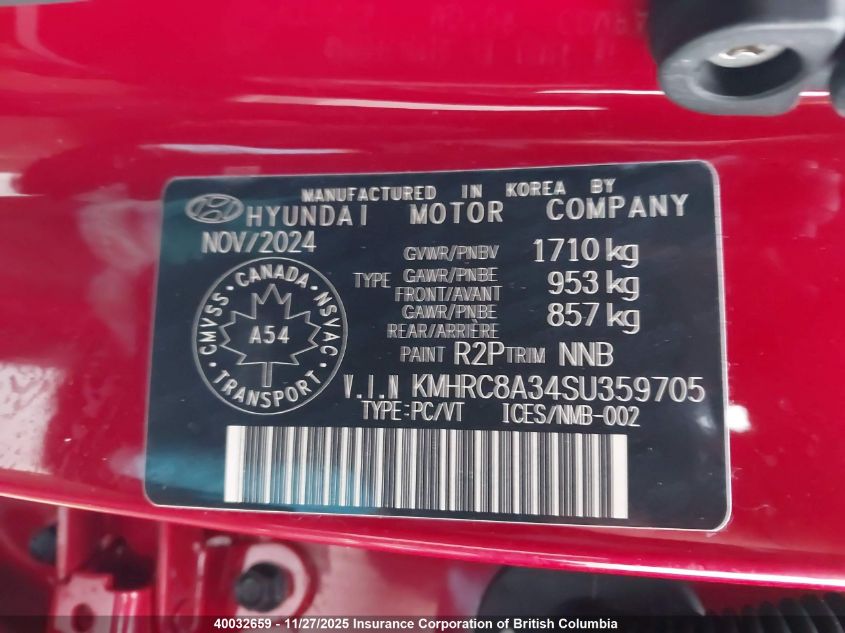 MANUFACTURED IN KOREA BY
HYUNDAI MOTOR COMPANY
NOV/2024
GVWR/PNBV 1710 kg
TYPE GAWR/PNBE FRONT/AVANT 953 kg
GAWR/PNBE REAR/ARRIÈRE 857 kg
CANADA
CMVSS NSVAC
A54
TRANSPORT
PAINT R2P TRIM NNB
V.I.N KMHRC8A34SU359705
TYPE:PC/VT ICES/NMB-002
40032659 - 11/27/2025 Insurance Corporation of British Columbia